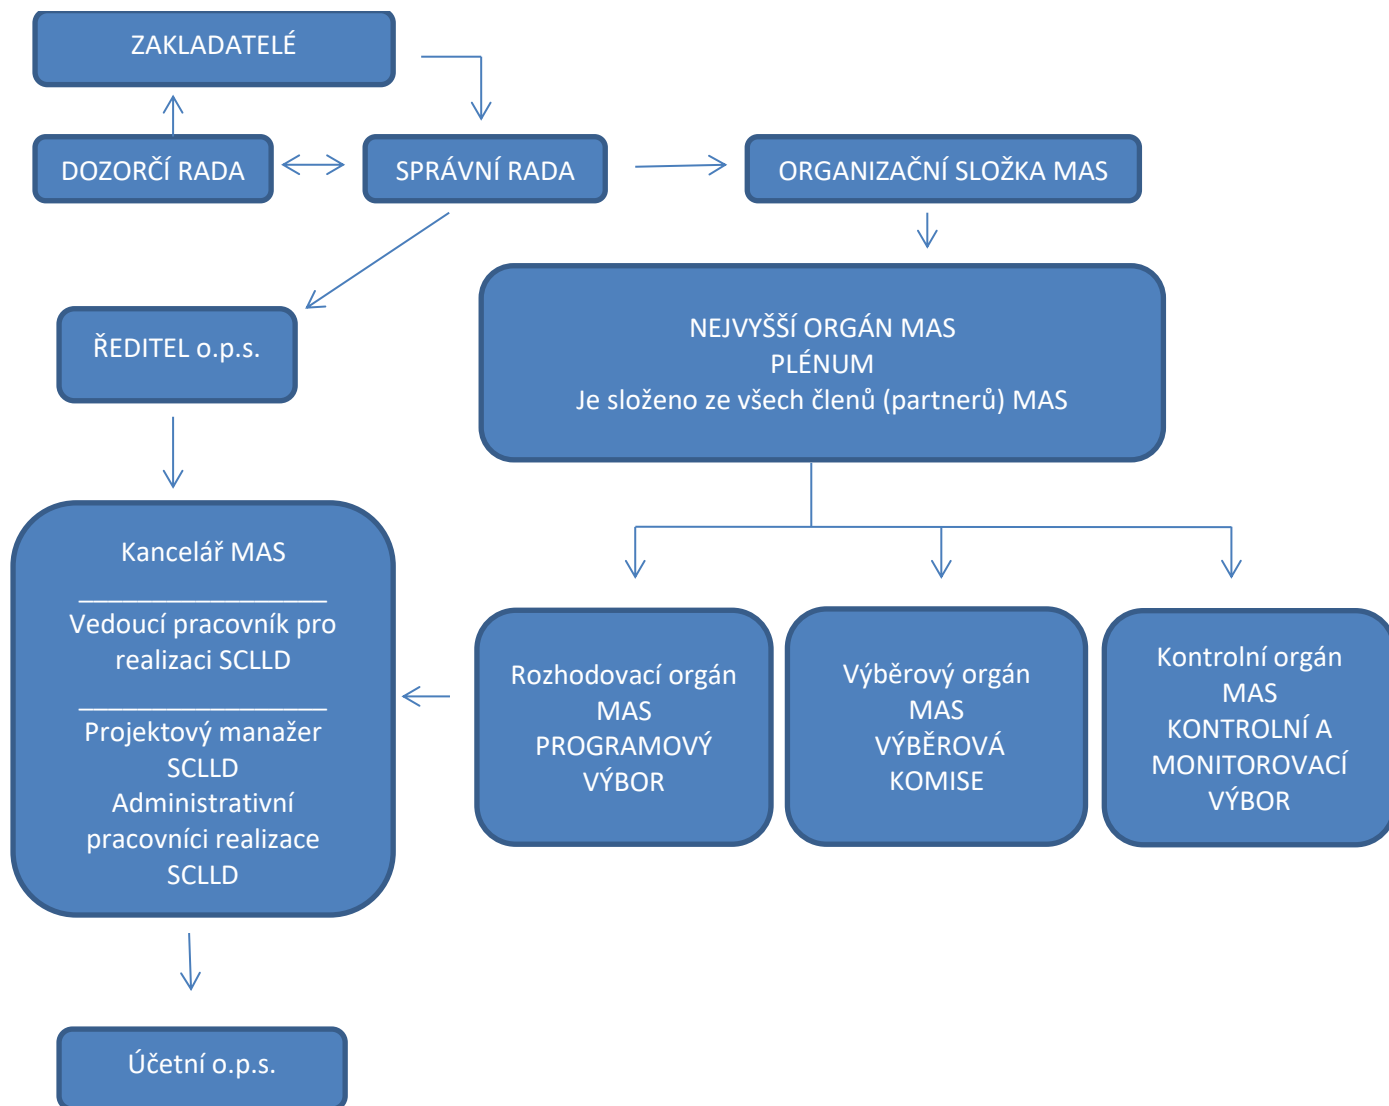 ZAKLADATELÉ
DOZORČÍ RADA
SPRÁVNÍ RADA
ORGANIZAČNÍ SLOŽKA MAS
NEJVYŠŠÍ ORGÁN MAS
PLÉNUM
Je složeno ze všech členů (partnerů) MAS
ŘEDITEL o.p.s.
Kancelář MAS
Vedoucí pracovník pro
realizaci SCLLD
Projektový manažer
SCLLD
Administrativní
pracovníci realizace
SCLLD
Rozhodovací orgán
MAS
PROGRAMOVÝ
VÝBOR
Výběrový orgán
MAS
VÝBĚROVÁ
KOMISE
Kontrolní orgán
MAS
KONTROLNÍ A
MONITOROVACÍ
VÝBOR
Účetní o.p.s.